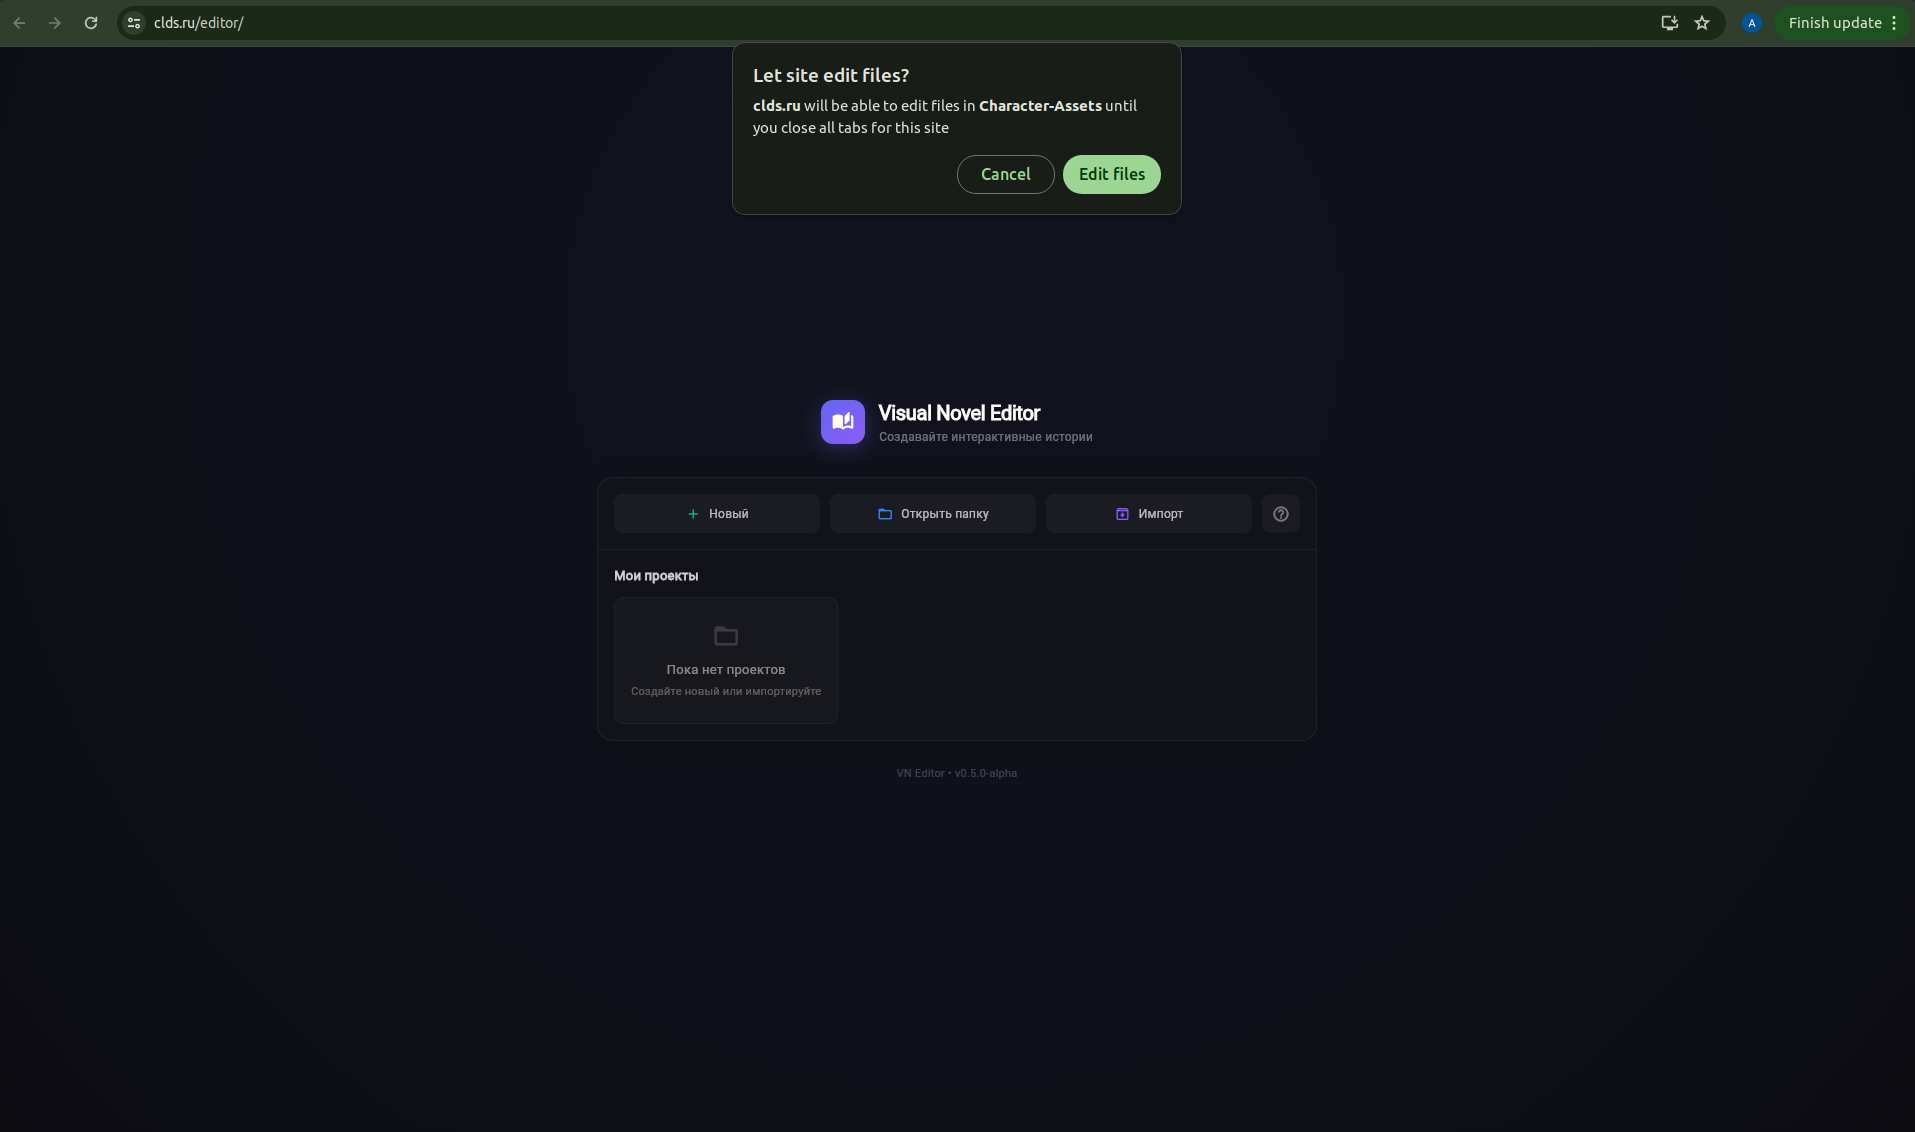 clds.ru/editor/
A
Finish update
Let site edit files?
clds.ru will be able to edit files in Character-Assets until
you close all tabs for this site
Cancel
Edit files
Visual Novel Editor
Создавайте интерактивные истории
Новый
Открыть папку
Импорт
Мои проекты
Пока нет проектов
Создайте новый или импортируйте
VN Editor • v0.5.0-alpha